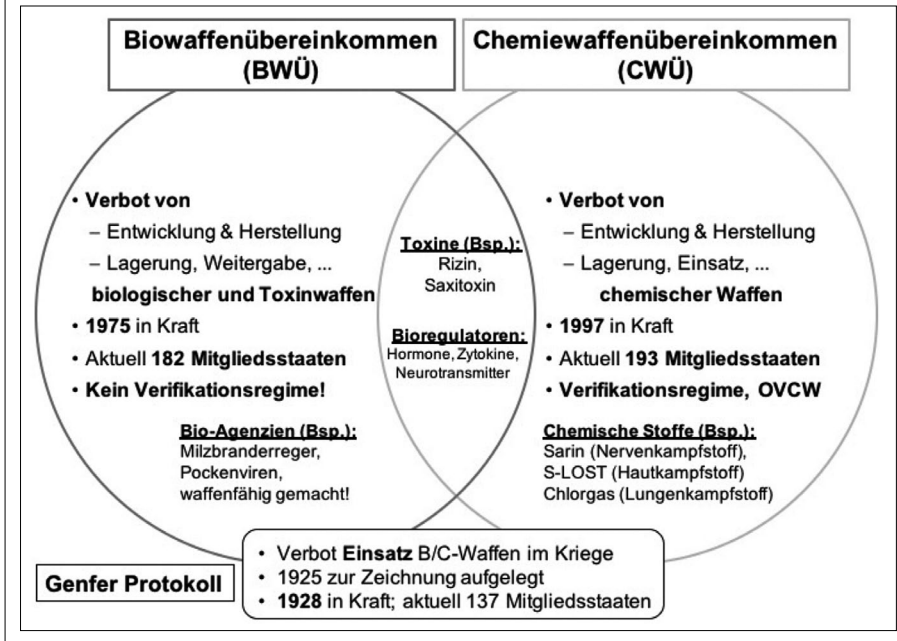 Biowaffenübereinkommen
(BWÜ)
Chemiewaffenübereinkommen
(CWÜ)
• Verbot von
– Entwicklung & Herstellung
– Lagerung, Weitergabe, ...
biologischer und Toxinwaffen
• 1975 in Kraft
• Aktuell 182 Mitgliedsstaaten
• Kein Verifikationsregime!
Bio-Agenzien (Bsp.):
Milzbranderreger,
Pockenviren,
waffenfähig gemacht!
Toxine (Bsp.):
Rizin,
Saxitoxin
Bioregulatoren:
Hormone, Zytokine,
Neurotransmitter
• Verbot von
– Entwicklung & Herstellung
– Lagerung, Einsatz, ...
chemischer Waffen
• 1997 in Kraft
• Aktuell 193 Mitgliedsstaaten
• Verifikationsregime, OVCW
Chemische Stoffe (Bsp.):
Sarin (Nervenkampfstoff),
S-LOST (Hautkampfstoff)
Chlorgas (Lungenkampfstoff)
Genfer Protokoll
• Verbot Einsatz B/C-Waffen im Kriege
• 1925 zur Zeichnung aufgelegt
• 1928 in Kraft; aktuell 137 Mitgliedsstaaten